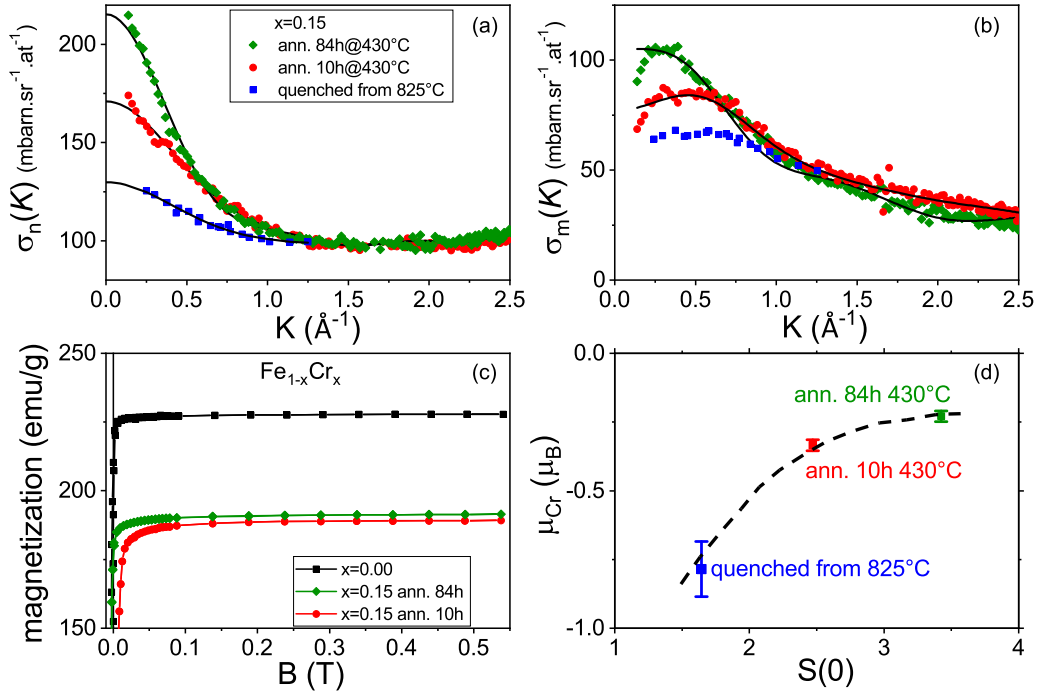 x=0.15
ann. 84h@430°C
ann. 10h@430°C
quenched from 825°C
(a)
200
150
100
σn(K) (mbarn.sr-1.at-1)
0.0 0.5 1.0 1.5 2.0 2.5
K (Å-1)
(b)
100
50
0
σm(K) (mbarn.sr-1.at-1)
0.0 0.5 1.0 1.5 2.0 2.5
K (Å-1)
Fe1-xCrx
(c)
250
200
150
magnetization (emu/g)
x=0.00
x=0.15 ann. 84h
x=0.15 ann. 10h
0.0 0.1 0.2 0.3 0.4 0.5
B (T)
(d)
0.0
-0.5
-1.0
μCr (μB)
ann. 84h 430°C
ann. 10h 430°C
quenched from 825°C
1 2 3 4
S(0)